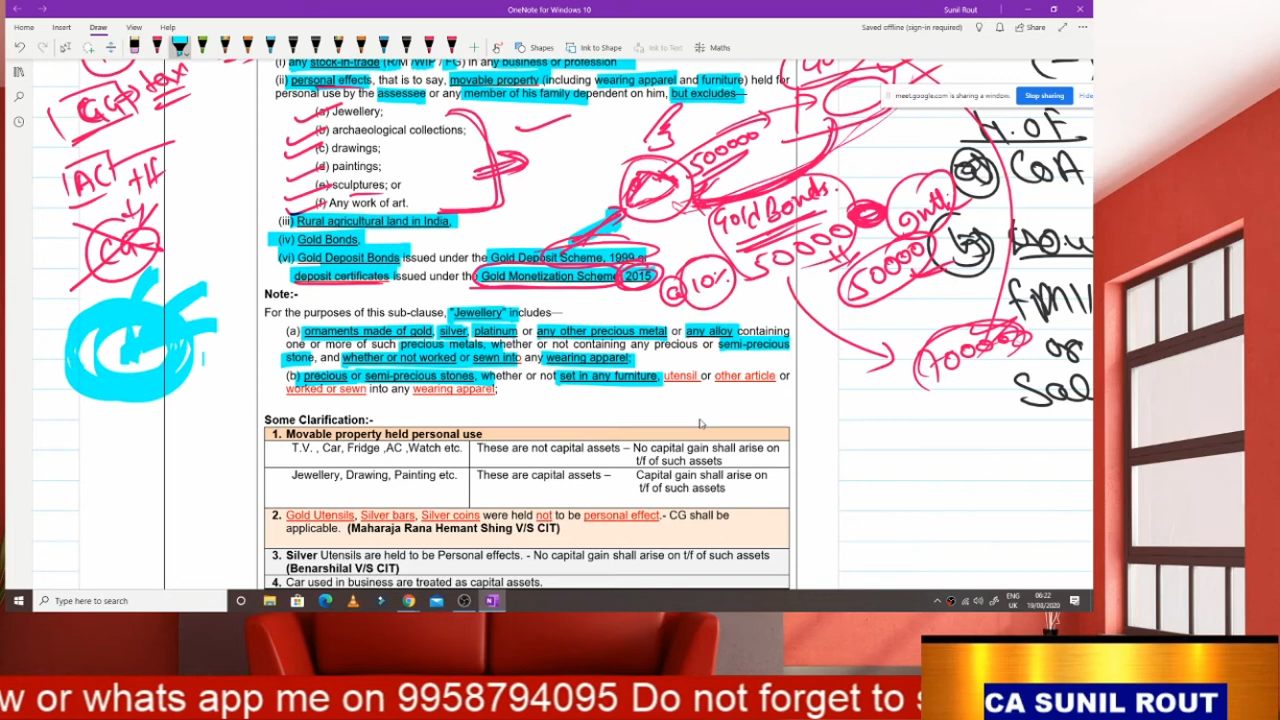 OneNote for Windows 10
Sunil Rout
Home Insert Draw View Help
Saved offline (sign-in required)
Share
Shapes Ink to Shape Ink to Text Maths
(i) any stock-in-trade (R/M /WIP / FG) in any business or profession
(ii) personal effects, that is to say, movable property (including wearing apparel and furniture) held for
personal use by the assessee or any member of his family dependent on him, but excludes—
(a) Jewellery;
(b) archaeological collections;
(c) drawings;
(d) paintings;
(e) sculptures; or
(f) Any work of art.
(iii) Rural agricultural land in India,
(iv) Gold Bonds,
(vi) Gold Deposit Bonds issued under the Gold Deposit Scheme, 1999 or
deposit certificates issued under the Gold Monetization Scheme, 2015
Note:-
For the purposes of this sub-clause, "Jewellery" includes—
(a) ornaments made of gold, silver, platinum or any other precious metal or any alloy containing
one or more of such precious metals, whether or not containing any precious or semi-precious
stone, and whether or not worked or sewn into any wearing apparel;
(b) precious or semi-precious stones, whether or not set in any furniture, utensil or other article or
worked or sewn into any wearing apparel;
Some Clarification:-
1. Movable property held personal use
T.V. , Car, Fridge ,AC ,Watch etc. These are not capital assets – No capital gain shall arise on
t/f of such assets
Jewellery, Drawing, Painting etc. These are capital assets – Capital gain shall arise on
t/f of such assets
2. Gold Utensils, Silver bars, Silver coins were held not to be personal effect.- CG shall be
applicable. (Maharaja Rana Hemant Shing V/S CIT)
3. Silver Utensils are held to be Personal effects. - No capital gain shall arise on t/f of such assets
(Benarshilal V/S CIT)
4. Car used in business are treated as capital assets.
500000
Gold Bonds.
@ 10%
meet.google.com is sharing a window.
Stop sharing
Hide
COA
or
Type here to search
ENG
UK
06:22
19/08/2020
w or whats app me on 9958794095 Do not forget to s
CA SUNIL ROUT